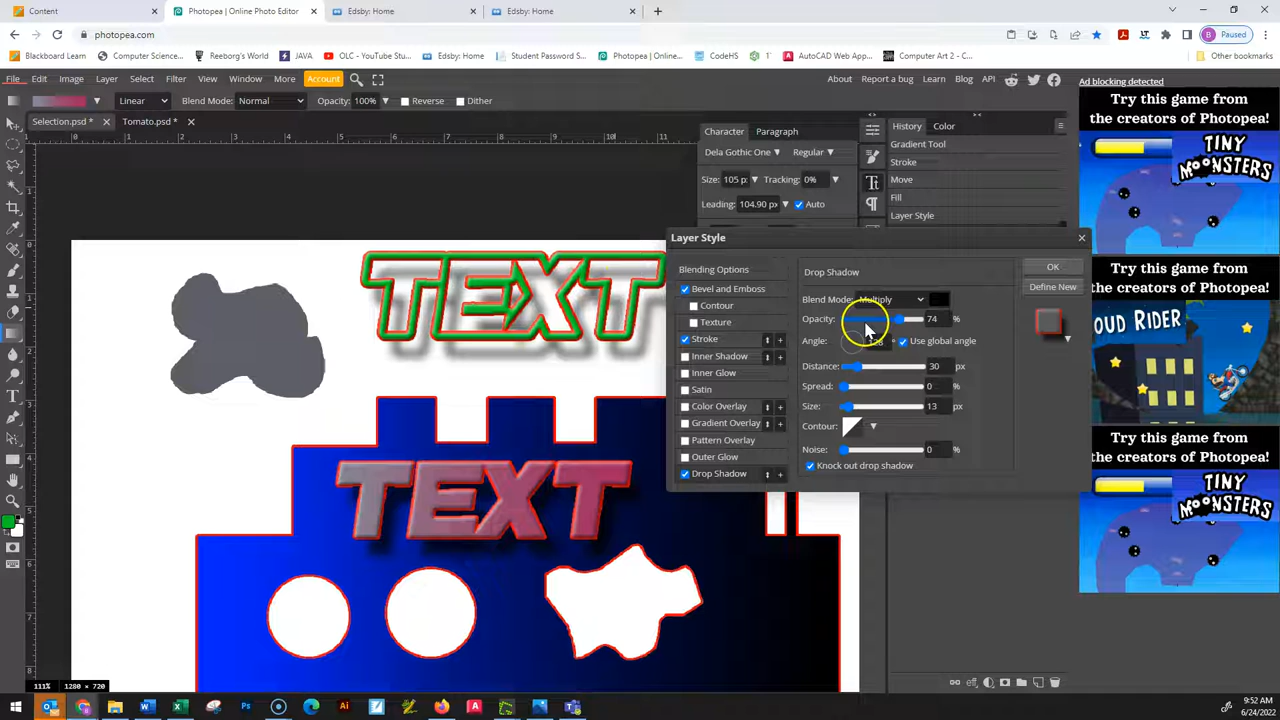 Content
Photopea | Online Photo Editor
Edsby: Home
Edsby: Home
photopea.com
Paused
Blackboard Learn
Computer Science...
Reeborg's World
JAVA
OLC - YouTube Stu...
Edsby: Home
Student Password S...
Photopea | Online...
CodeHS
AutoCAD Web App...
Computer Art 2 - C...
Other bookmarks
File Edit Image Layer Select Filter View Window More Account
About Report a bug Learn Blog API
Ad blocking detected
Linear
Blend Mode: Normal
Opacity: 100%
Reverse
Dither
Selection.psd *
Tomato.psd *
Character Paragraph
Dela Gothic One
Regular
Size: 105 p
Tracking: 0%
Leading: 104.90 px
Auto
History Color
Gradient Tool
Stroke
Move
Fill
Layer Style
Layer Style
Blending Options
Bevel and Emboss
Contour
Texture
Stroke
Inner Shadow
Inner Glow
Satin
Color Overlay
Gradient Overlay
Pattern Overlay
Outer Glow
Drop Shadow
Drop Shadow
Blend Mode: Multiply
Opacity: 74 %
Angle: ° Use global angle
Distance: 30 px
Spread: 0 %
Size: 13 px
Contour:
Noise: 0 %
Knock out drop shadow
OK
Define New
TEXT
TEXT
Try this game from
the creators of Photopea!
TINY
MONSTERS
Try this game from
the creators of Photopea!
OUD RIDER
Try this game from
the creators of Photopea!
TINY
MONSTERS
111% 1280 × 720
9:52 AM
6/24/2022